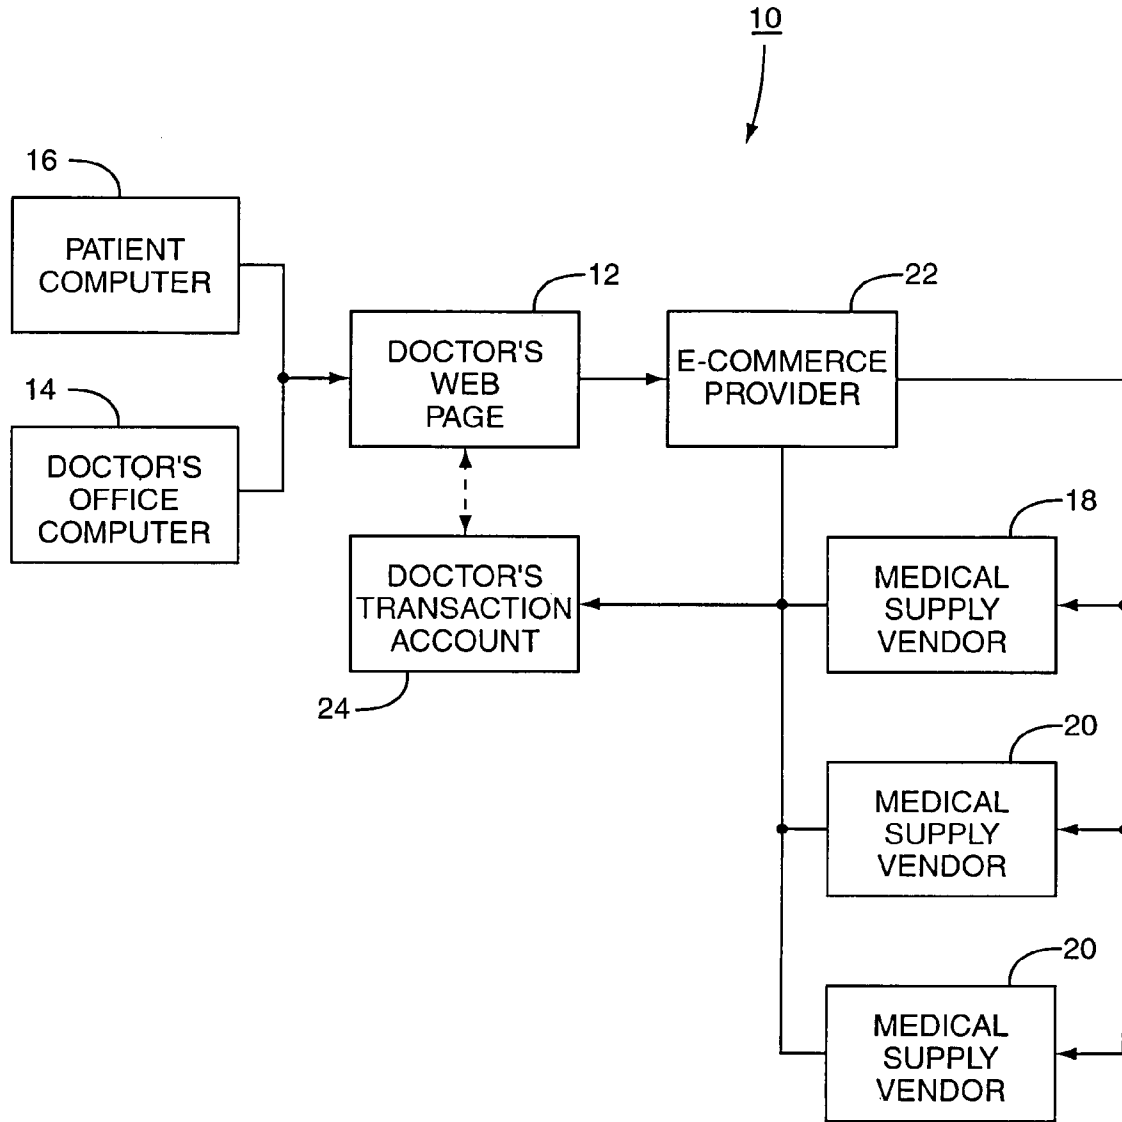 10
16
PATIENT
COMPUTER
12
22
DOCTOR'S
WEB
PAGE
E-COMMERCE
PROVIDER
14
DOCTOR'S
OFFICE
COMPUTER
18
DOCTOR'S
TRANSACTION
ACCOUNT
MEDICAL
SUPPLY
VENDOR
24
20
MEDICAL
SUPPLY
VENDOR
20
MEDICAL
SUPPLY
VENDOR